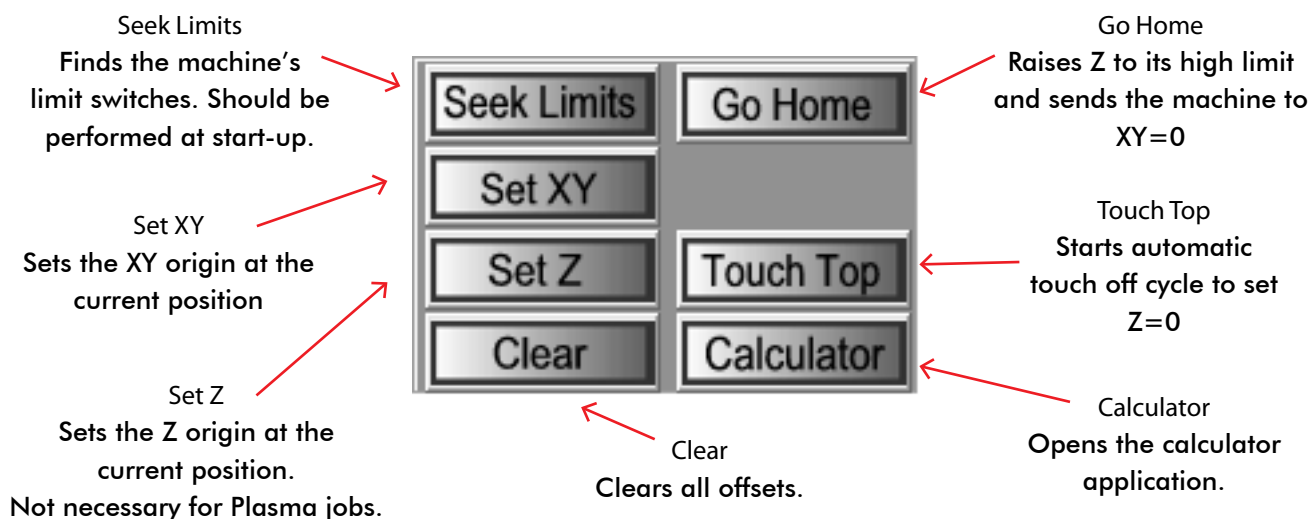 Seek Limits
Finds the machine’s
limit switches. Should be
performed at start-up.
Set XY
Sets the XY origin at the
current position
Set Z
Sets the Z origin at the
current position.
Not necessary for Plasma jobs.
Seek Limits
Go Home
Set XY
Set Z
Touch Top
Clear
Calculator
Clear
Clears all offsets.
Go Home
Raises Z to its high limit
and sends the machine to
XY=0
Touch Top
Starts automatic
touch off cycle to set
Z=0
Calculator
Opens the calculator
application.